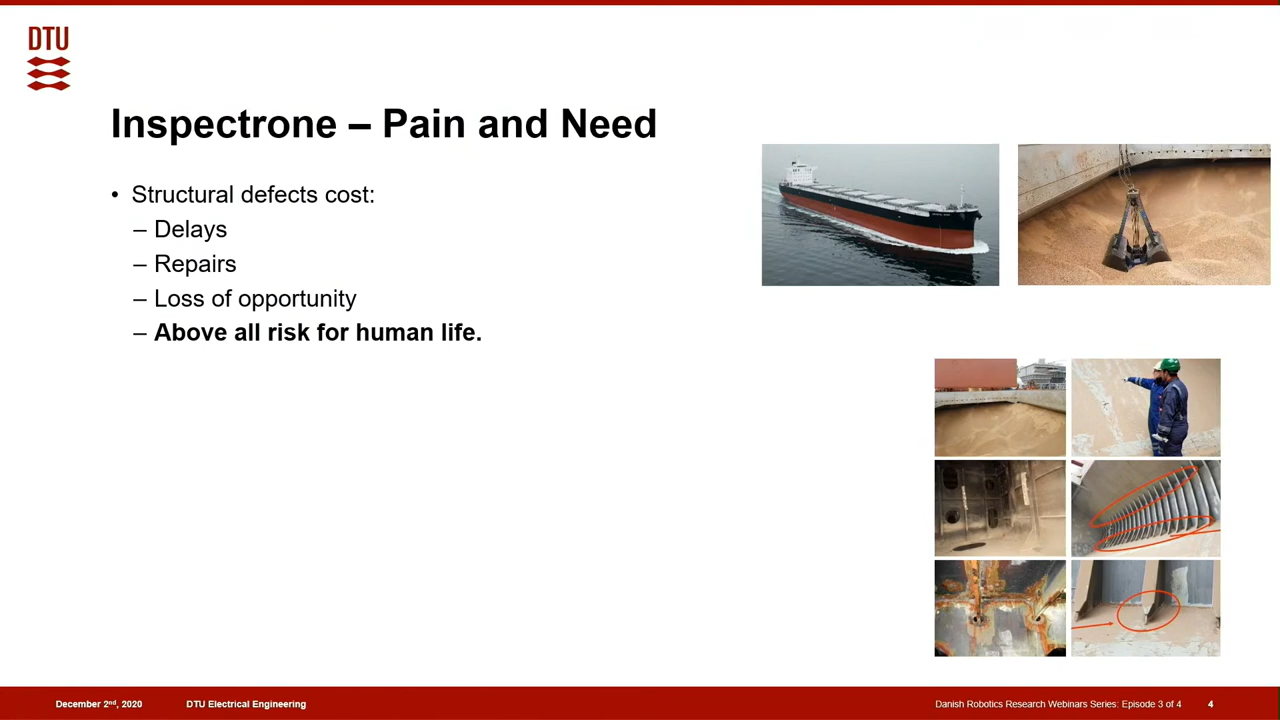 DTU
Inspectrone – Pain and Need
• Structural defects cost:
– Delays
– Repairs
– Loss of opportunity
– Above all risk for human life.
December 2nd, 2020
DTU Electrical Engineering
Danish Robotics Research Webinars Series: Episode 3 of 4
4